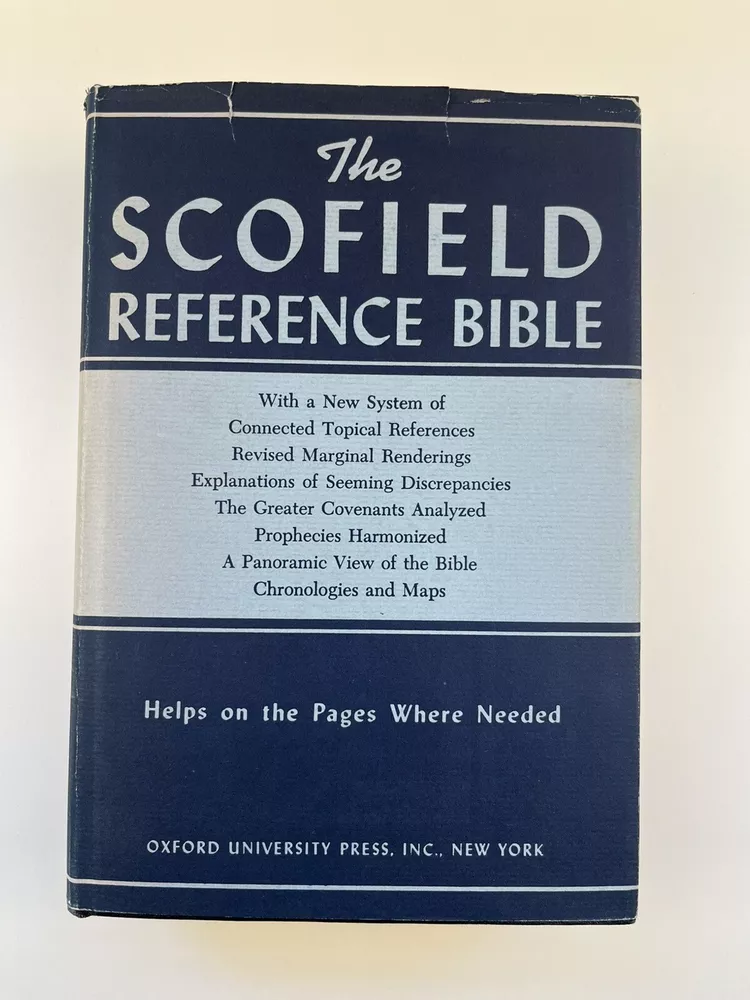 The
SCOFIELD
REFERENCE BIBLE
With a New System of
Connected Topical References
Revised Marginal Renderings
Explanations of Seeming Discrepancies
The Greater Covenants Analyzed
Prophecies Harmonized
A Panoramic View of the Bible
Chronologies and Maps
Helps on the Pages Where Needed
OXFORD UNIVERSITY PRESS, INC., NEW YORK